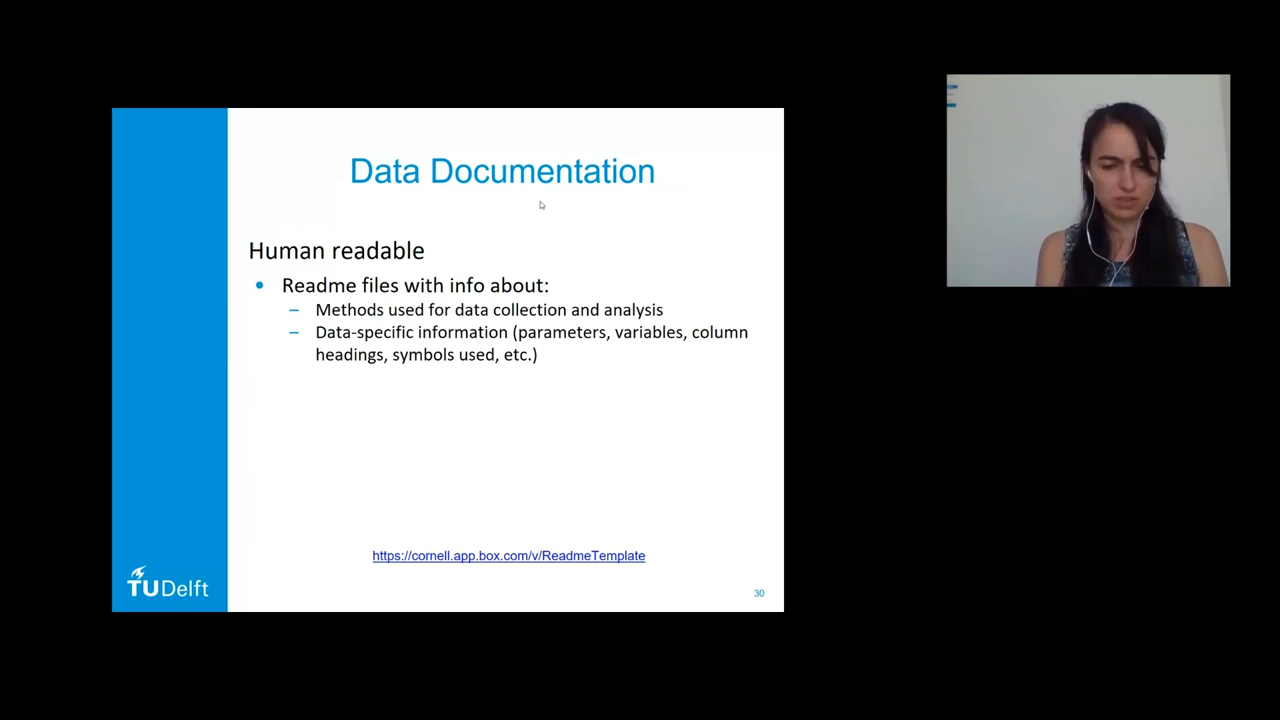 Data Documentation
Human readable
Readme files with info about:
Methods used for data collection and analysis
Data-specific information (parameters, variables, column
headings, symbols used, etc.)
https://cornell.app.box.com/v/ReadmeTemplate
TUDelft
30